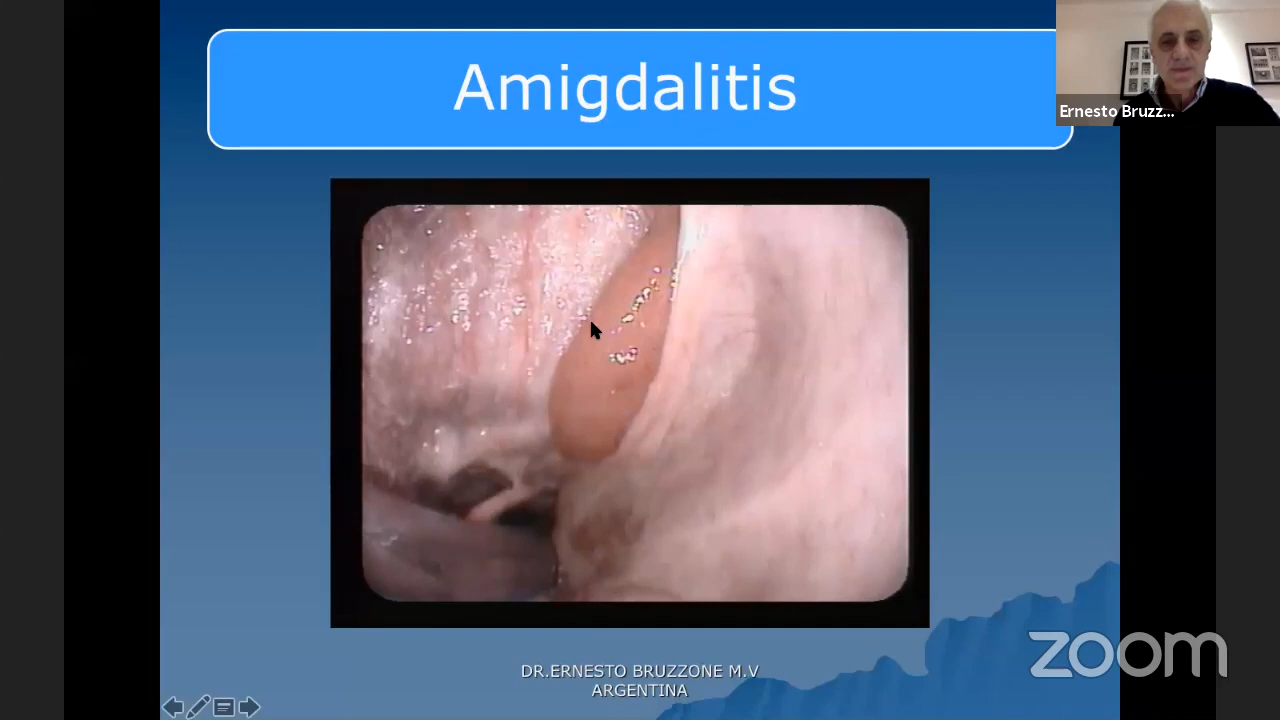 Amigdalitis
Ernesto Bruzz...
DR.ERNESTO BRUZZONE M.V
ARGENTINA
zoom